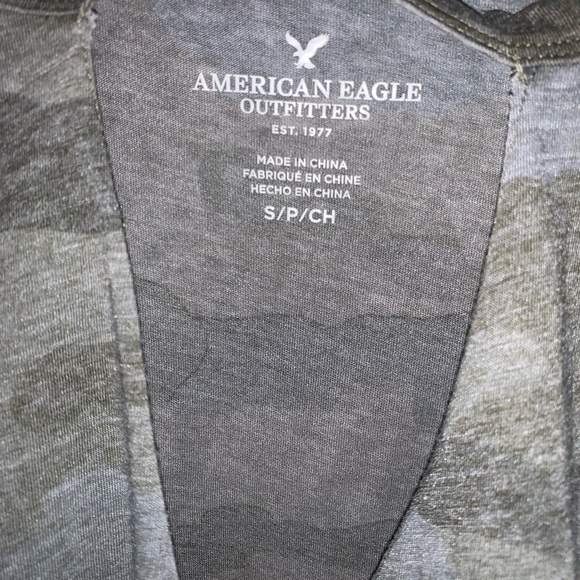 AMERICAN EAGLE
OUTFITTERS
EST. 1977
MADE IN CHINA
FABRIQUÉ EN CHINE
HECHO EN CHINA
S/P/CH